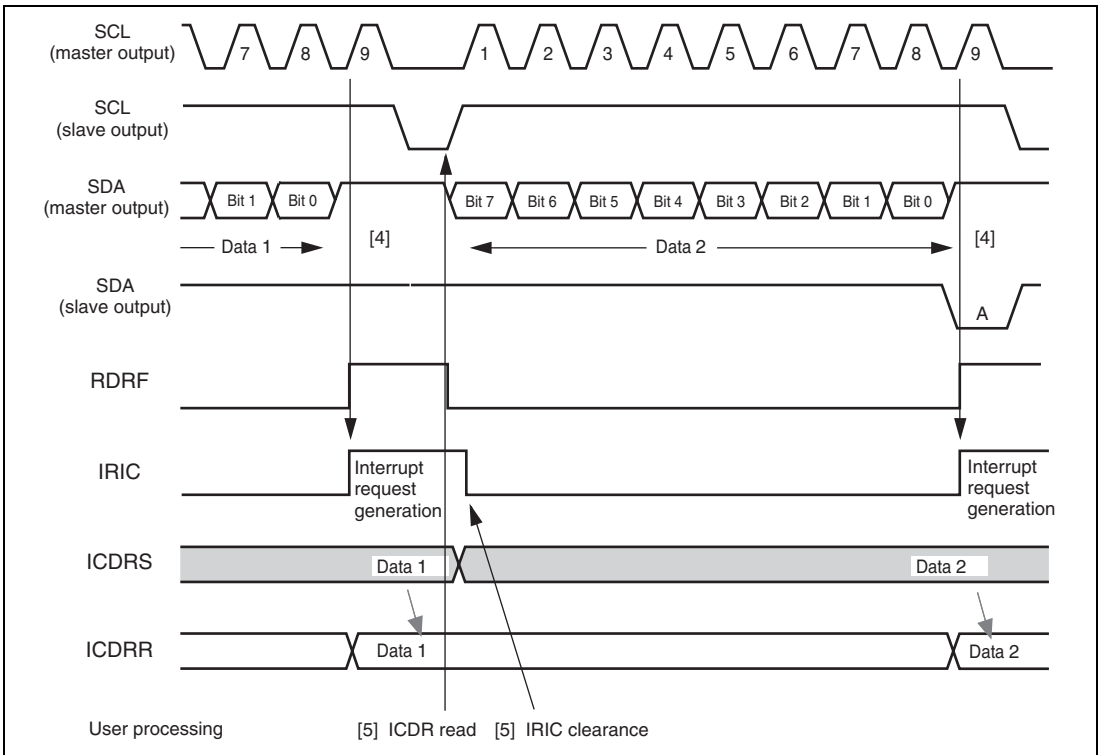 SCL
(master output)
7 8 9 1 2 3 4 5 6 7 8 9
SCL
(slave output)
SDA
(master output)
Bit 1 Bit 0 Bit 7 Bit 6 Bit 5 Bit 4 Bit 3 Bit 2 Bit 1 Bit 0
Data 1 [4] Data 2 [4]
SDA
(slave output)
A
RDRF
IRIC
Interrupt
request
generation
Interrupt
request
generation
ICDRS
Data 1 Data 2
ICDRR
Data 1 Data 2
User processing [5] ICDR read [5] IRIC clearance